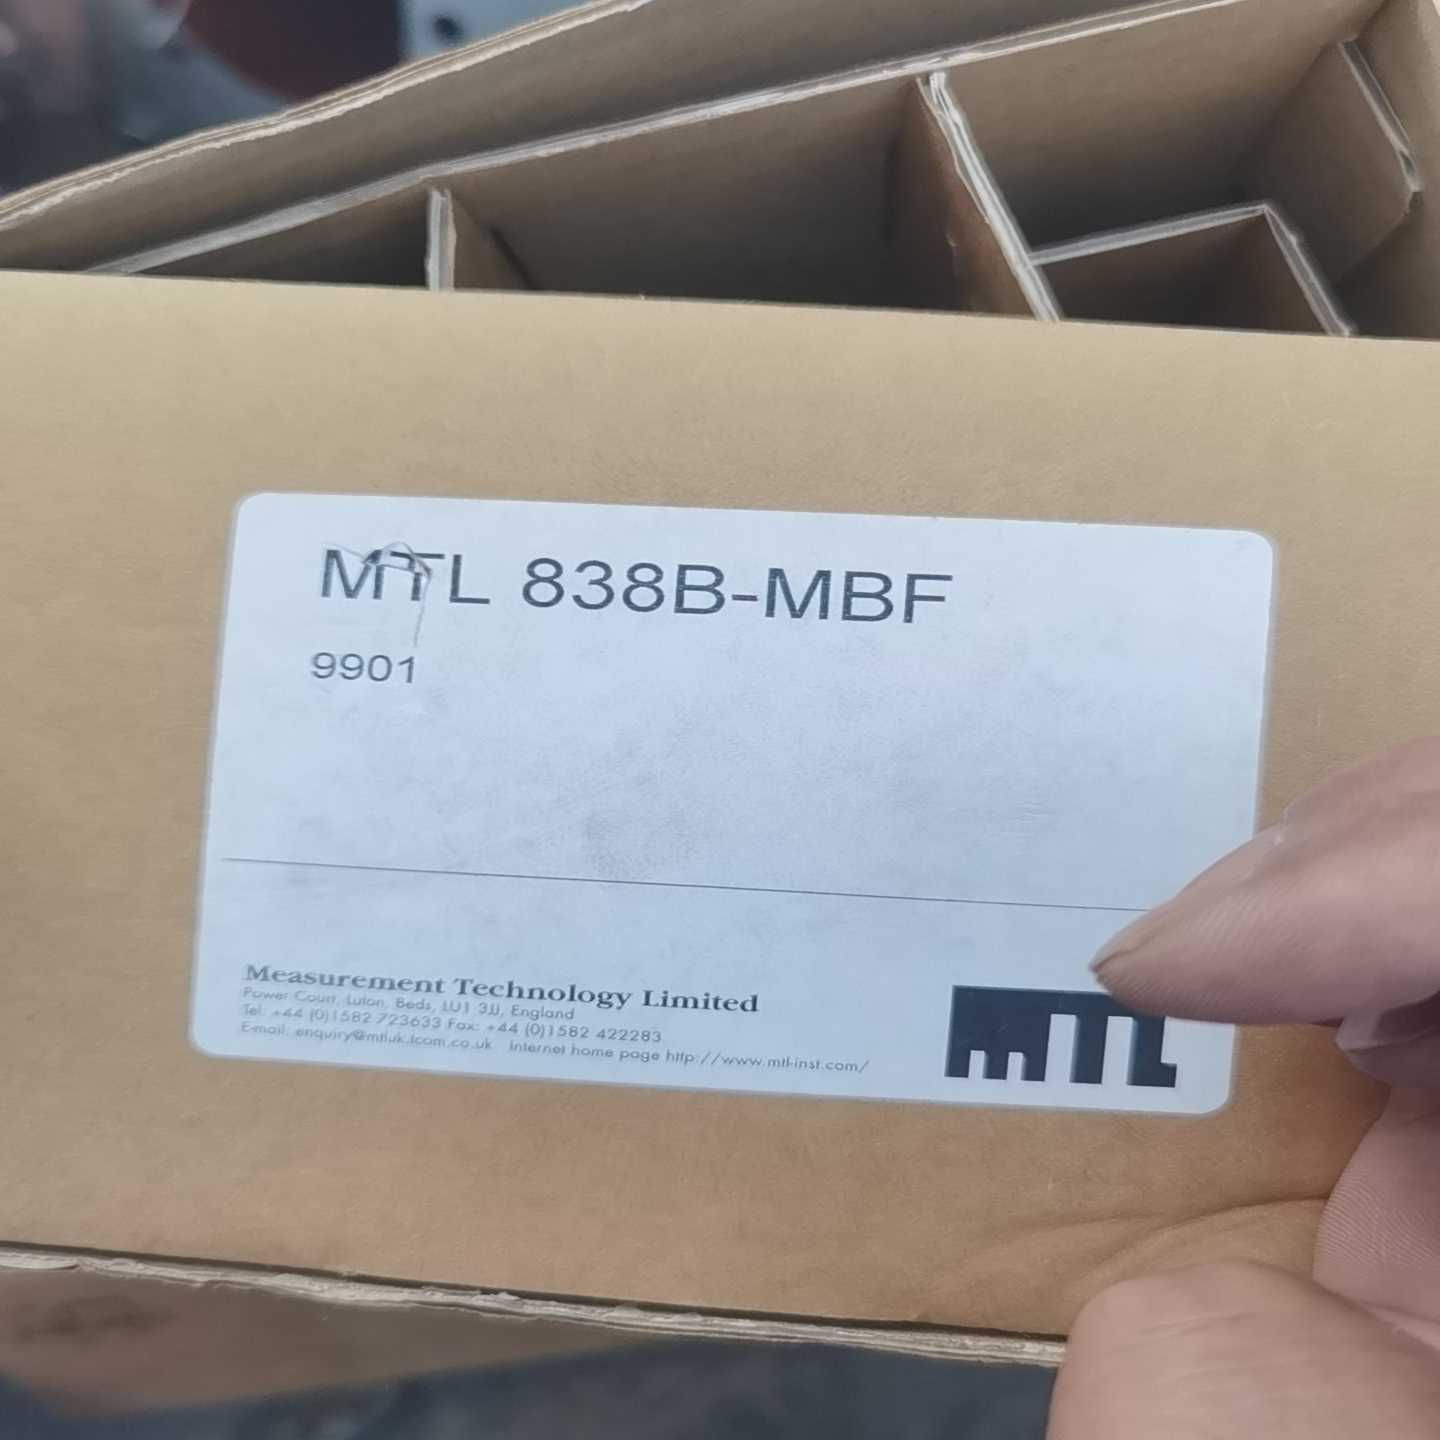 MTL 838B-MBF
9901
Measurement Technology Limited
Power Court, Luton, Beds, LU1 3JJ, England
Tel: +44 (0)1582 723633 Fax: +44 (0)1582 422283
E-mail: enquiry@mtluk.tcom.co.uk Internet home page http://www.mtl-inst.com/
MTL